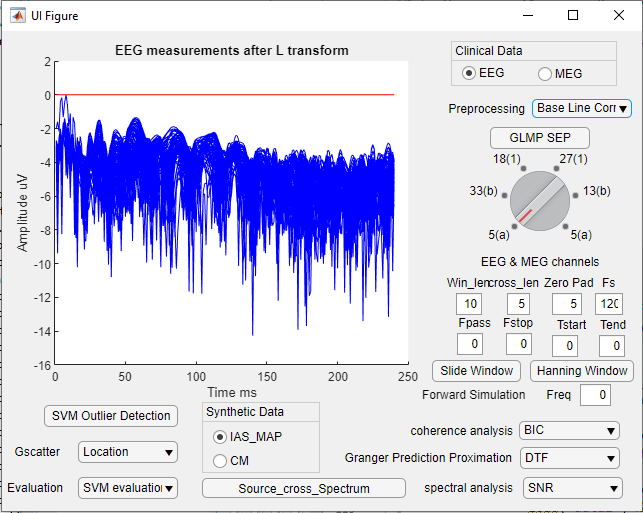 UI Figure
EEG measurements after L transform
2
0
-2
-4
-6
-8
-10
-12
-14
-16
Amplitude uV
0 50 100 150 200 250
Time ms
Clinical Data
EEG MEG
Preprocessing Base Line Corr
GLMP SEP
18(1) 27(1)
33(b) 13(b)
5(a) 5(a)
EEG & MEG channels
Win_len cross_len Zero Pad Fs
10 5 5 120
Fpass Fstop Tstart Tend
0 0 0 0
Slide Window Hanning Window
Forward Simulation Freq 0
SVM Outlier Detection
Synthetic Data
IAS_MAP
CM
Gscatter Location
Evaluation SVM evaluation
Source_cross_Spectrum
coherence analysis BIC
Granger Prediction Proximation DTF
spectral analysis SNR